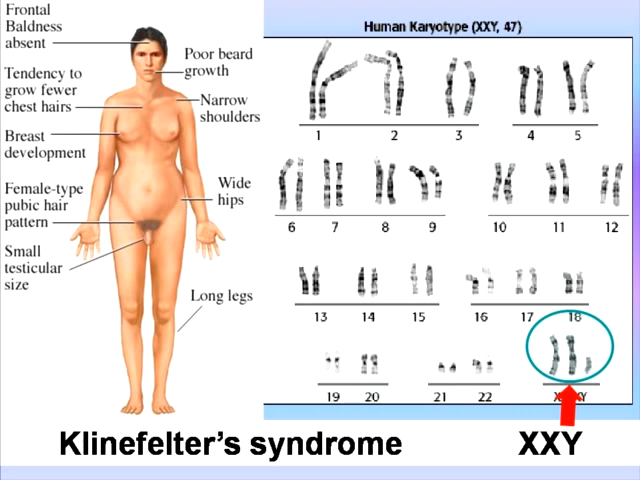 Frontal
Baldness
absent
Poor beard
growth
Tendency to
grow fewer
chest hairs
Narrow
shoulders
Breast
development
Female-type
pubic hair
pattern
Wide
hips
Small
testicular
size
Long legs
Human Karyotype (XXY, 47)
1 2 3 4 5
6 7 8 9 10 11 12
13 14 15 16 17 18
19 20 21 22
Klinefelter's syndrome XXY